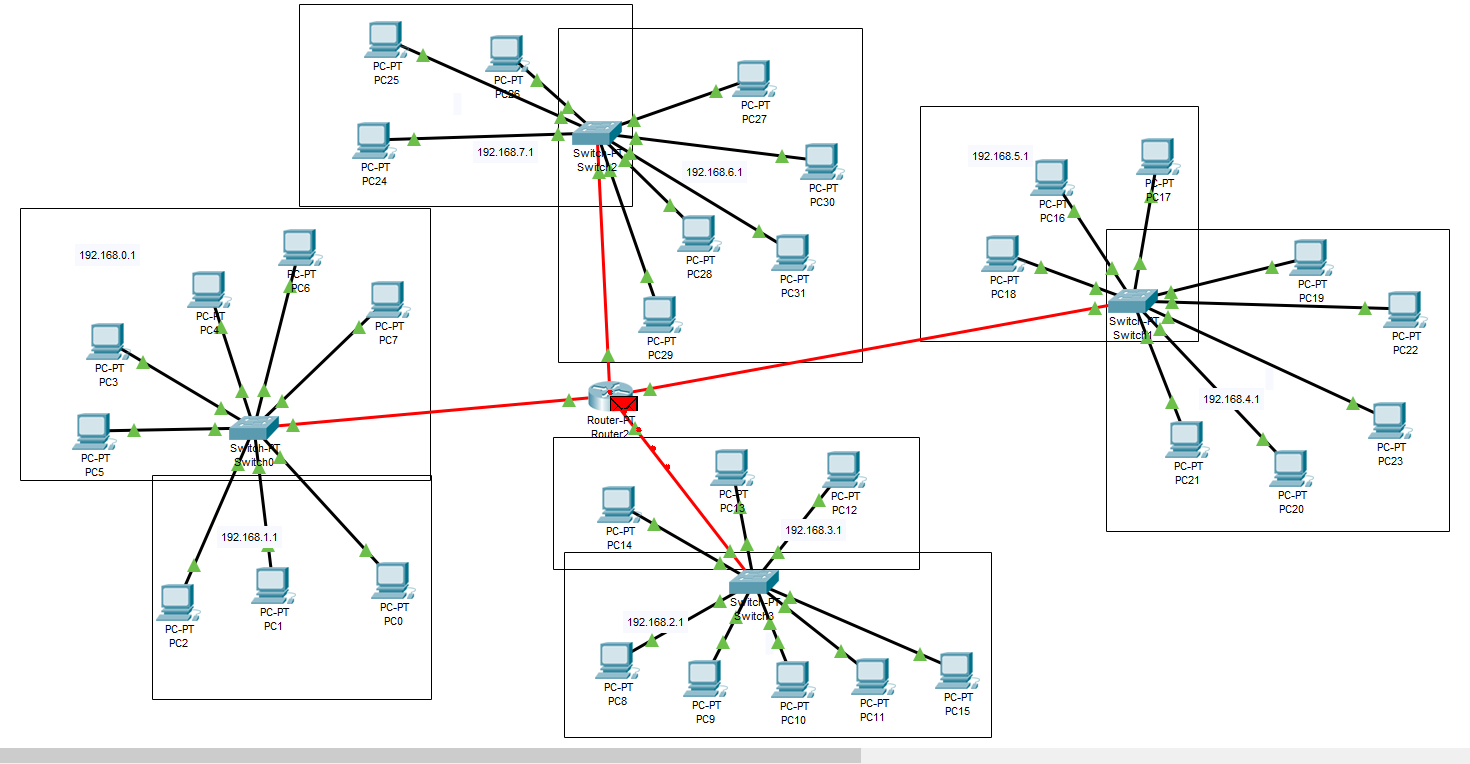 PC-PT
PC25
PC-PT
PC26
PC-PT
PC24
192.168.7.1
Switch-PT
Switch2
PC-PT
PC27
192.168.6.1
PC-PT
PC30
PC-PT
PC28
PC-PT
PC31
PC-PT
PC29
192.168.5.1
PC-PT
PC16
PC-PT
PC17
PC-PT
PC18
Switch-PT
Switch1
PC-PT
PC19
PC-PT
PC22
192.168.4.1
PC-PT
PC23
PC-PT
PC21
PC-PT
PC20
192.168.0.1
PC-PT
PC6
PC-PT
PC4
PC-PT
PC7
PC-PT
PC3
PC-PT
PC5
Switch-PT
Switch0
192.168.1.1
PC-PT
PC2
PC-PT
PC1
PC-PT
PC0
Router-PT
Router2
PC-PT
PC13
PC-PT
PC12
PC-PT
PC14
192.168.3.1
Switch-PT
Switch3
192.168.2.1
PC-PT
PC8
PC-PT
PC9
PC-PT
PC10
PC-PT
PC11
PC-PT
PC15